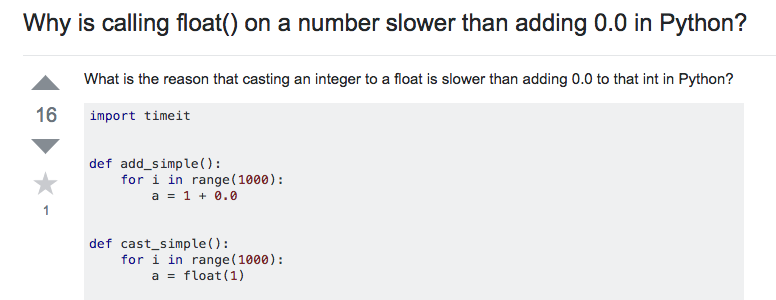 Why is calling float() on a number slower than adding 0.0 in Python?
What is the reason that casting an integer to a float is slower than adding 0.0 to that int in Python?
16
1
import timeit
def add_simple():
    for i in range(1000):
        a = 1 + 0.0
def cast_simple():
    for i in range(1000):
        a = float(1)